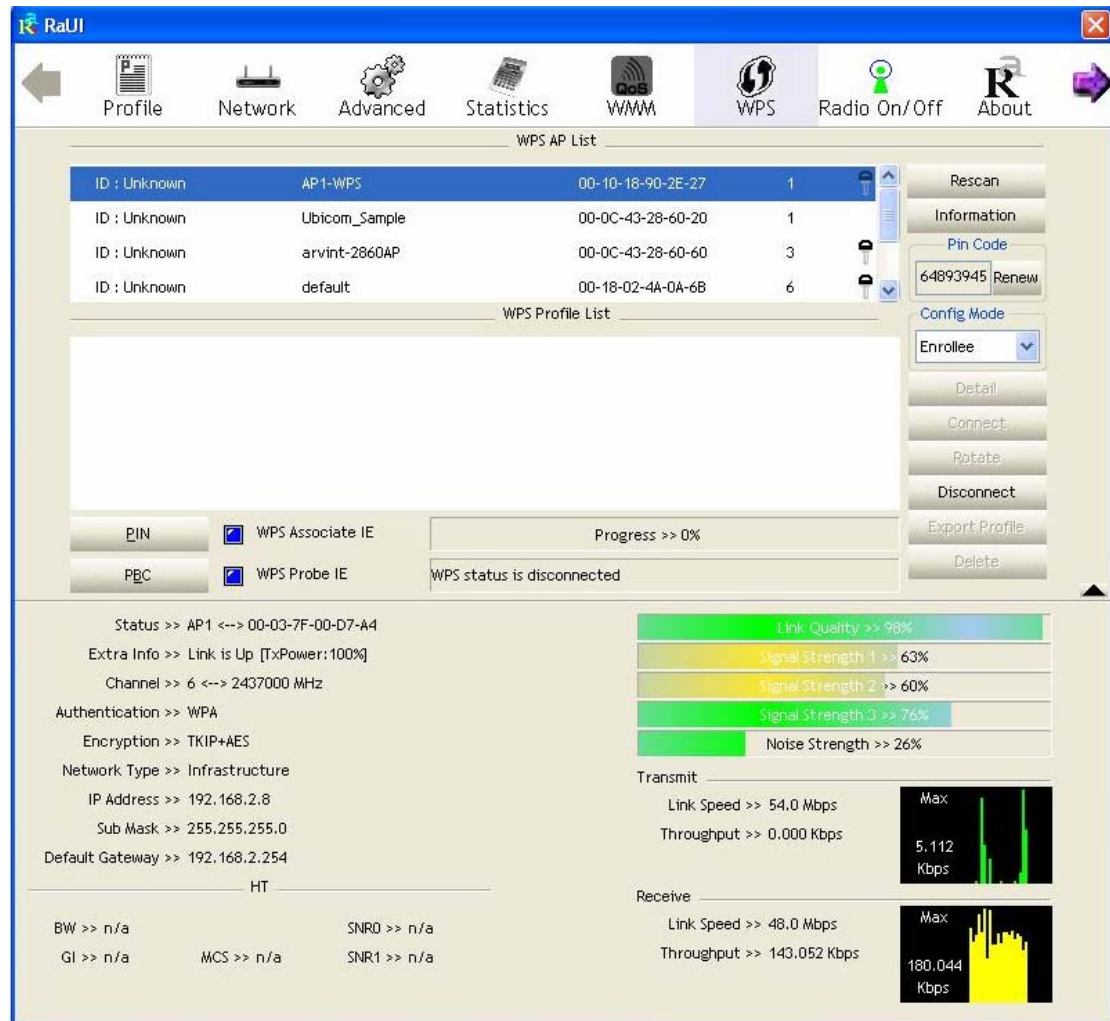 RaUI
Profile Network Advanced Statistics WMM WPS Radio On/Off About
QoS
WPS AP List
ID : Unknown AP1-WPS 00-10-18-90-2E-27 1
ID : Unknown Ubicom_Sample 00-0C-43-28-60-20 1
ID : Unknown arvint-2860AP 00-0C-43-28-60-60 3
ID : Unknown default 00-18-02-4A-0A-6B 6
Rescan
Information
Pin Code
64893945 Renew
Config Mode
Enrollee
Detail
Connect
Rotate
Disconnect
Export Profile
Delete
WPS Profile List
PIN WPS Associate IE Progress >> 0%
PBC WPS Probe IE WPS status is disconnected
Status >> AP1 <--> 00-03-7F-00-D7-A4
Extra Info >> Link is Up [TxPower:100%]
Channel >> 6 <--> 2437000 MHz
Authentication >> WPA
Encryption >> TKIP+AES
Network Type >> Infrastructure
IP Address >> 192.168.2.8
Sub Mask >> 255.255.255.0
Default Gateway >> 192.168.2.254
HT
BW >> n/a SNR0 >> n/a
GI >> n/a MCS >> n/a SNR1 >> n/a
Link Quality >> 98%
Signal Strength 1 >> 63%
Signal Strength 2 >> 60%
Signal Strength 3 >> 76%
Noise Strength >> 26%
Transmit
Link Speed >> 54.0 Mbps
Throughput >> 0.000 Kbps
Max
5.112
Kbps
Receive
Link Speed >> 48.0 Mbps
Throughput >> 143.052 Kbps
Max
180.044
Kbps